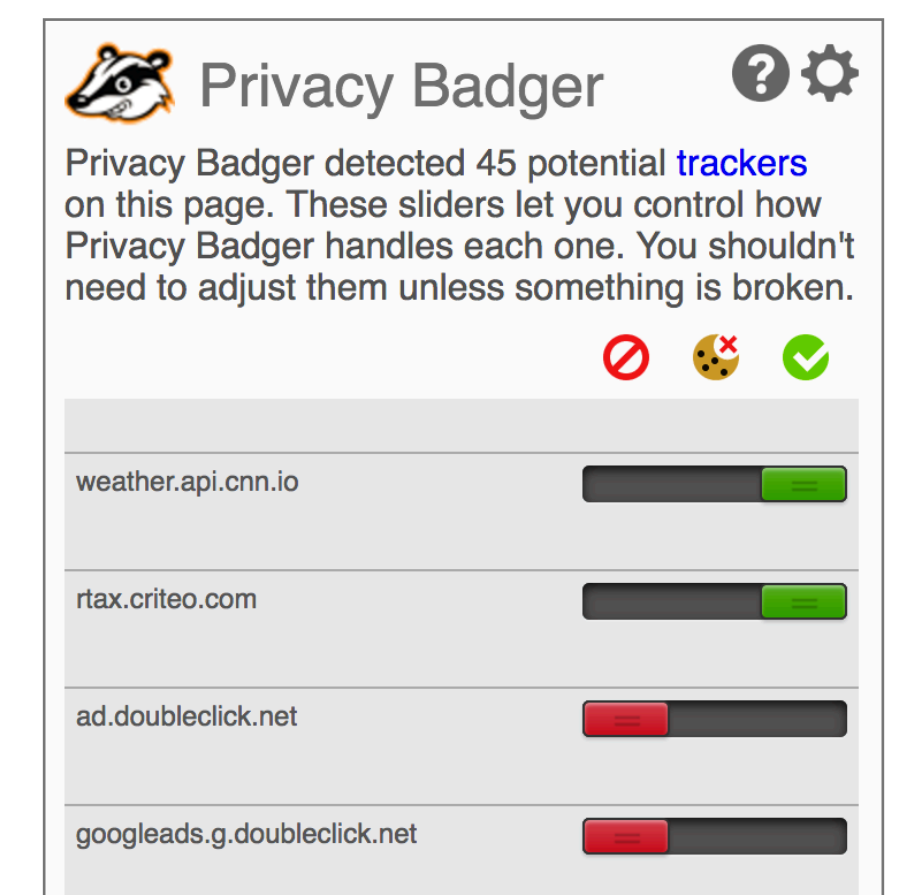 Privacy Badger
Privacy Badger detected 45 potential trackers
on this page. These sliders let you control how
Privacy Badger handles each one. You shouldn't
need to adjust them unless something is broken.
weather.api.cnn.io
rtax.criteo.com
ad.doubleclick.net
googleads.g.doubleclick.net